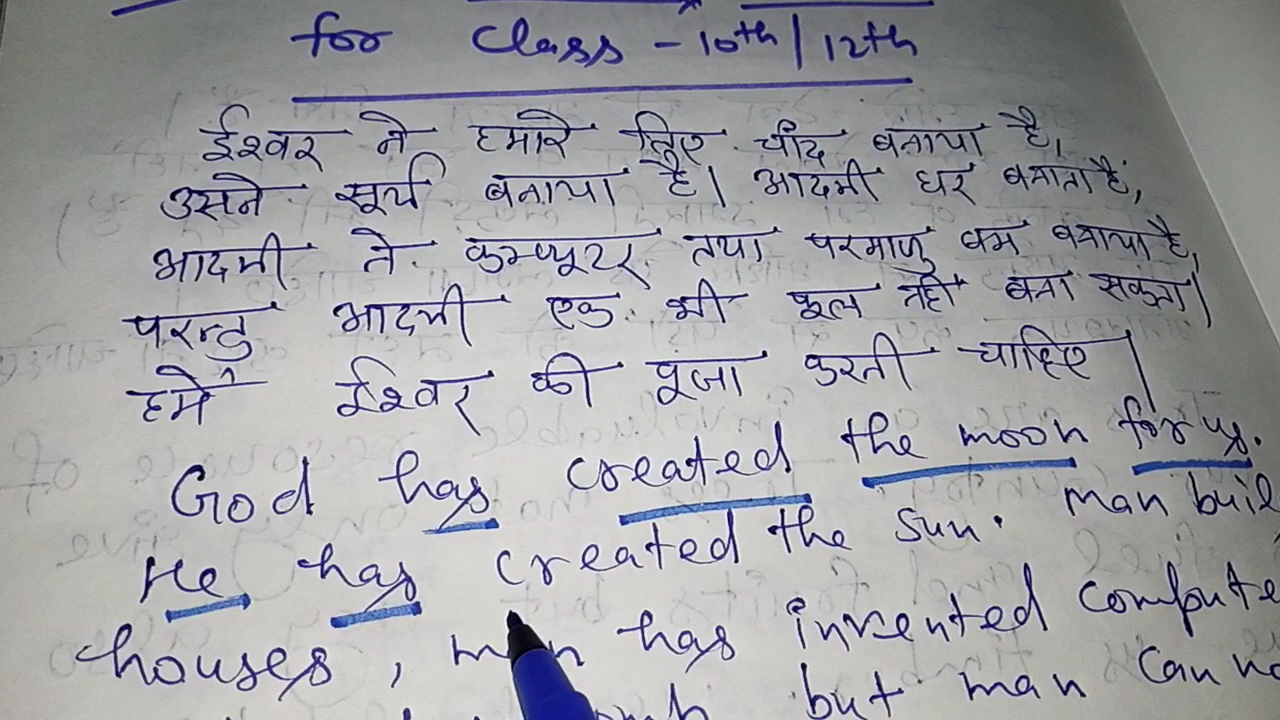 for Class - 10th | 12th
ईश्वर ने हमारे लिए चाँद बनाया है,
उसने सूर्य बनाया है। आदमी घर बनाता है,
आदमी ने कम्प्यूटर तथा परमाणु बम बनाया है,
परन्तु आदमी एक भी फूल नहीं बना सकता।
हमें ईश्वर की पूजा करनी चाहिए।
God has created the moon for us.
He has created the sun. man buil
houses, man has invented compute
but man can no